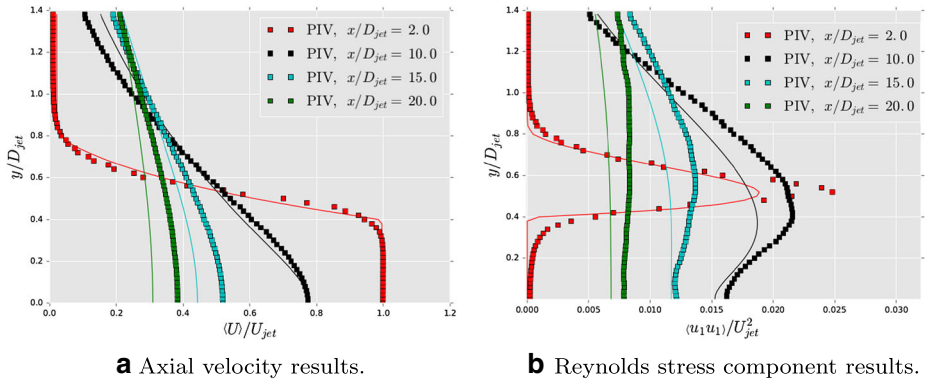 1.4
1.2
1.0
0.8
0.6
0.4
0.2
0.0
y/D_jet
0.0 0.2 0.4 0.6 0.8 1.0 1.2
⟨U⟩/U_jet
PIV, x/D_jet = 2.0
PIV, x/D_jet = 10.0
PIV, x/D_jet = 15.0
PIV, x/D_jet = 20.0
a Axial velocity results.
1.4
1.2
1.0
0.8
0.6
0.4
0.2
0.0
y/D_jet
0.000 0.005 0.010 0.015 0.020 0.025 0.030
⟨u₁u₁⟩/U²_jet
PIV, x/D_jet = 2.0
PIV, x/D_jet = 10.0
PIV, x/D_jet = 15.0
PIV, x/D_jet = 20.0
b Reynolds stress component results.